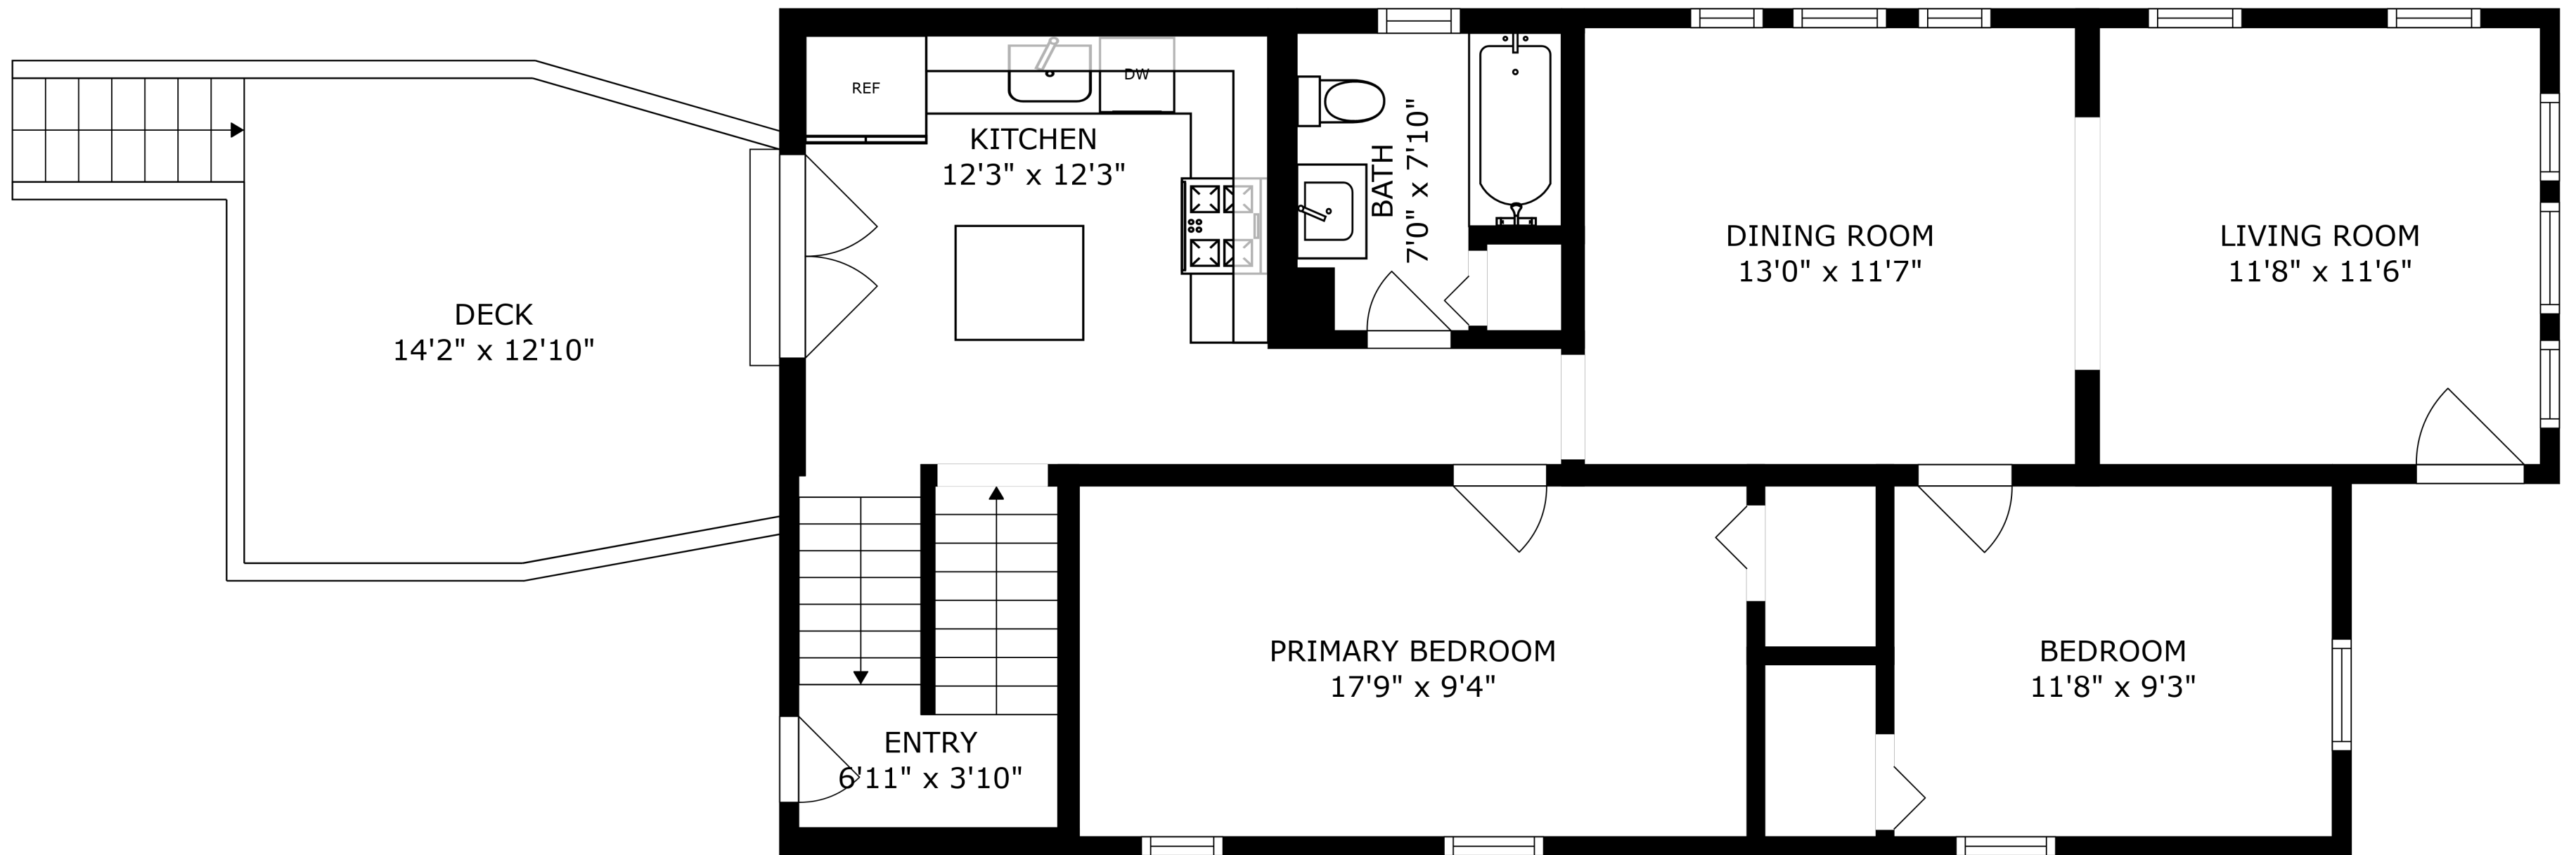 REF
DW
KITCHEN
12'3" x 12'3"
BATH
7'0" x 7'10"
DINING ROOM
13'0" x 11'7"
LIVING ROOM
11'8" x 11'6"
DECK
14'2" x 12'10"
PRIMARY BEDROOM
17'9" x 9'4"
BEDROOM
11'8" x 9'3"
ENTRY
6'11" x 3'10"